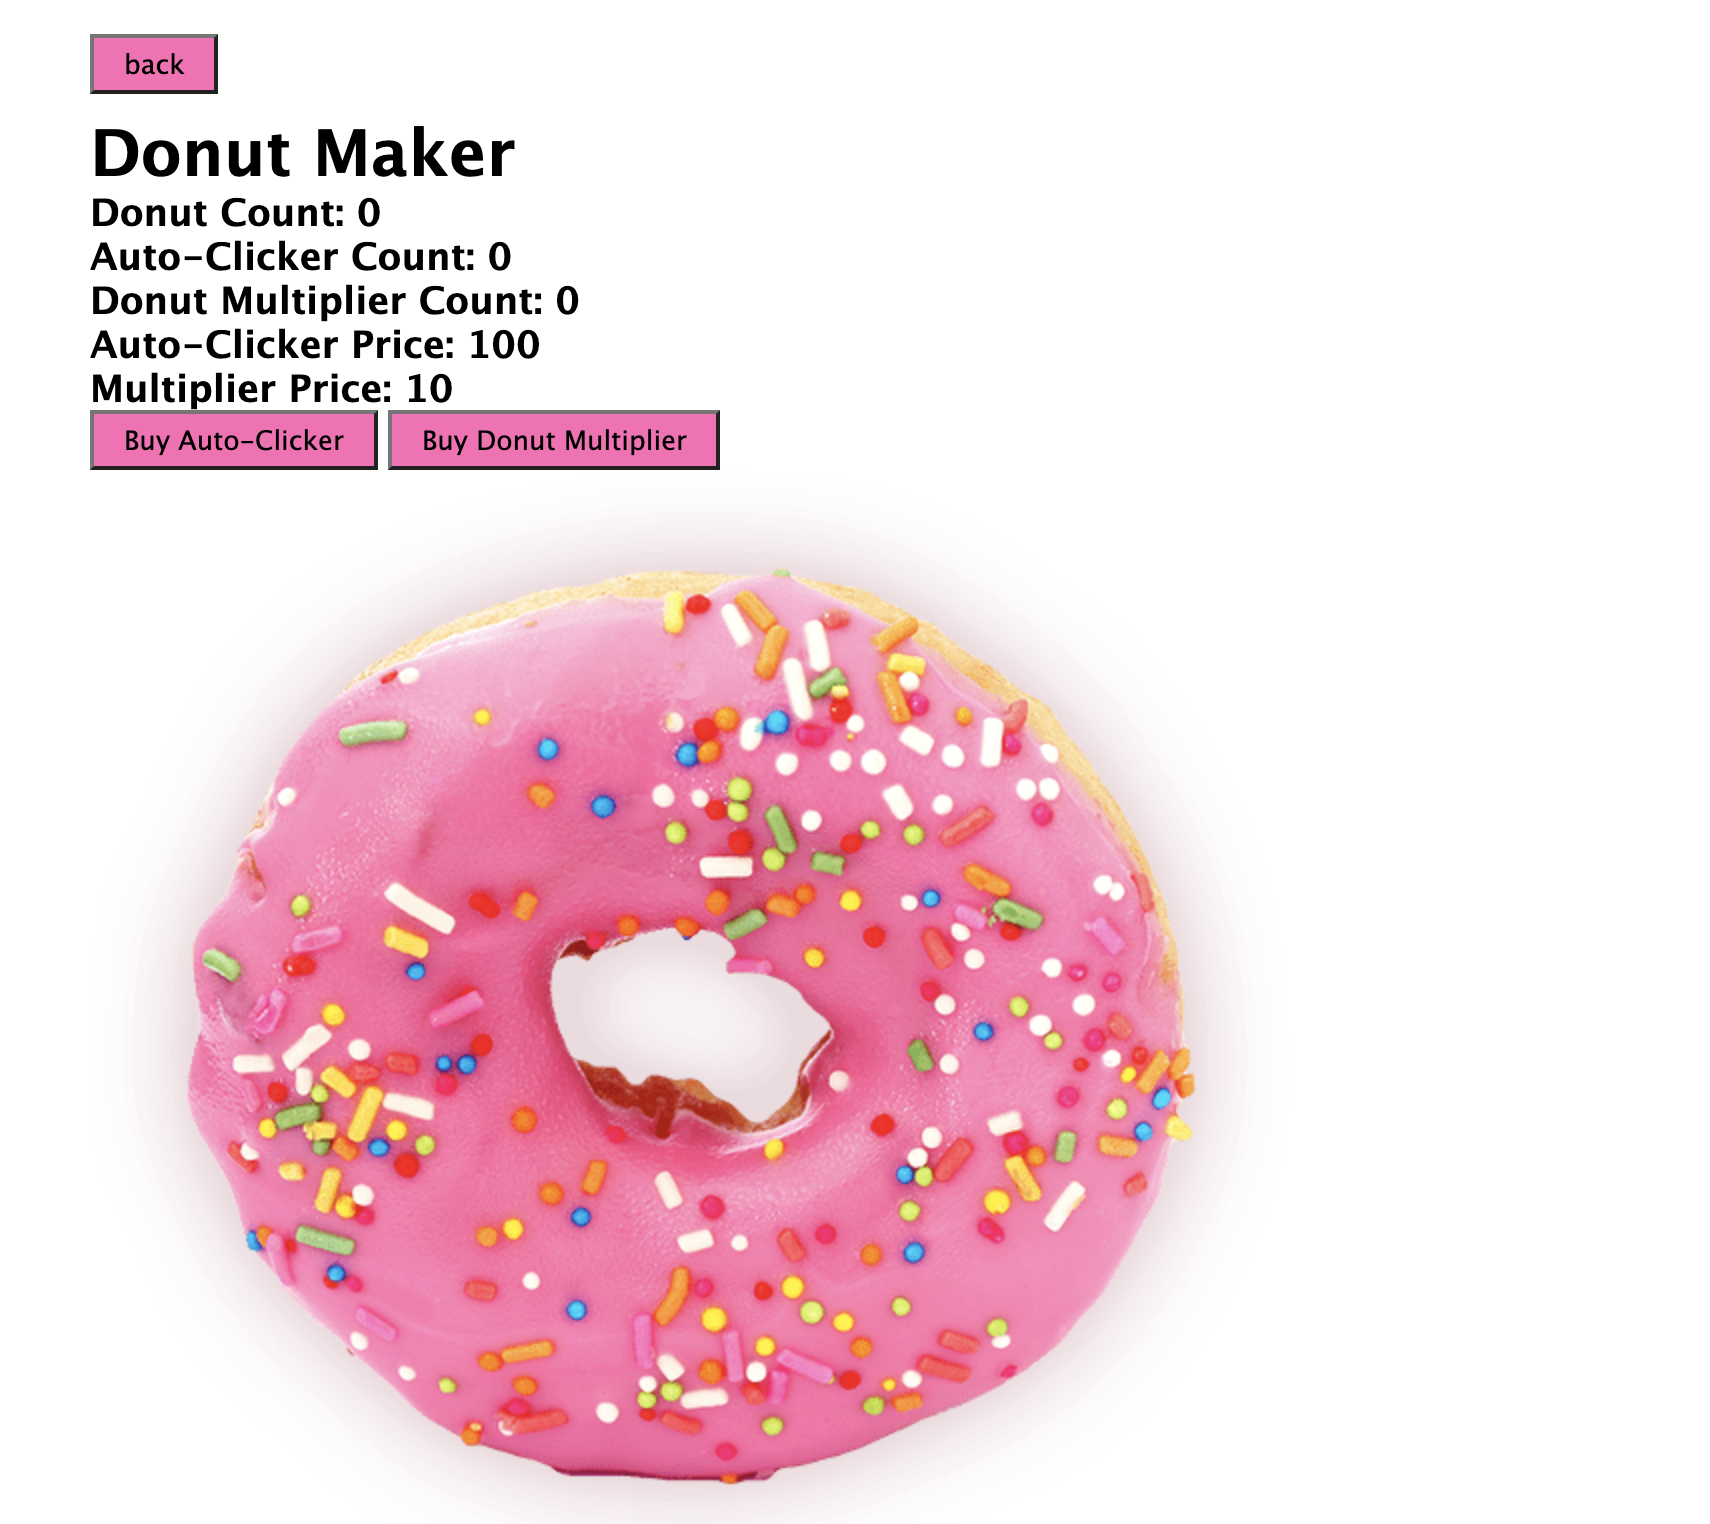 back
Donut Maker
Donut Count: 0
Auto-Clicker Count: 0
Donut Multiplier Count: 0
Auto-Clicker Price: 100
Multiplier Price: 10
Buy Auto-Clicker Buy Donut Multiplier